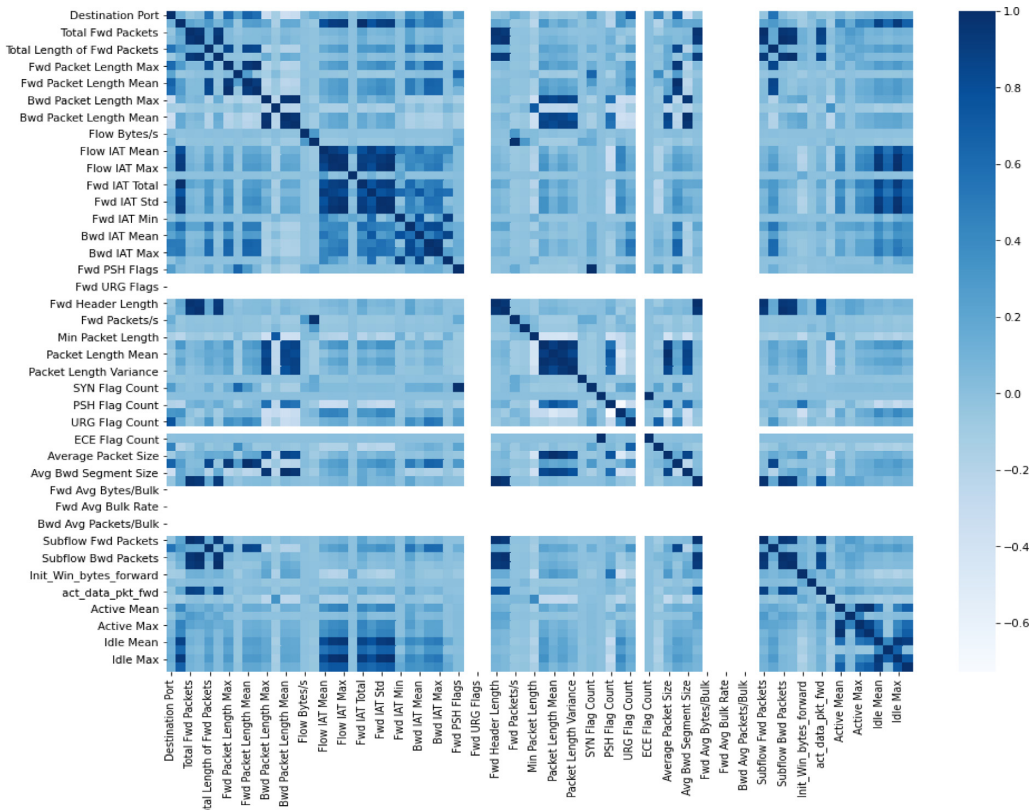 Destination Port
Total Fwd Packets
Total Length of Fwd Packets
Fwd Packet Length Max
Fwd Packet Length Mean
Bwd Packet Length Max
Bwd Packet Length Mean
Flow Bytes/s
Flow IAT Mean
Flow IAT Max
Fwd IAT Total
Fwd IAT Std
Fwd IAT Min
Bwd IAT Mean
Bwd IAT Max
Fwd PSH Flags
Fwd URG Flags
Fwd Header Length
Fwd Packets/s
Min Packet Length
Packet Length Mean
Packet Length Variance
SYN Flag Count
PSH Flag Count
URG Flag Count
ECE Flag Count
Average Packet Size
Avg Bwd Segment Size
Fwd Avg Bytes/Bulk
Fwd Avg Bulk Rate
Bwd Avg Packets/Bulk
Subflow Fwd Packets
Subflow Bwd Packets
Init_Win_bytes_forward
act_data_pkt_fwd
Active Mean
Active Max
Idle Mean
Idle Max
Destination Port
Total Fwd Packets
tal Length of Fwd Packets
Fwd Packet Length Max
Fwd Packet Length Mean
Bwd Packet Length Max
Bwd Packet Length Mean
Flow Bytes/s
Flow IAT Mean
Flow IAT Max
Fwd IAT Total
Fwd IAT Std
Fwd IAT Min
Bwd IAT Mean
Bwd IAT Max
Fwd PSH Flags
Fwd URG Flags
Fwd Header Length
Fwd Packets/s
Min Packet Length
Packet Length Mean
Packet Length Variance
SYN Flag Count
PSH Flag Count
URG Flag Count
ECE Flag Count
Average Packet Size
Avg Bwd Segment Size
Fwd Avg Bytes/Bulk
Fwd Avg Bulk Rate
Bwd Avg Packets/Bulk
Subflow Fwd Packets
Subflow Bwd Packets
Init_Win_bytes_forward
act_data_pkt_fwd
Active Mean
Active Max
Idle Mean
Idle Max
1.0
0.8
0.6
0.4
0.2
0.0
−0.2
−0.4
−0.6